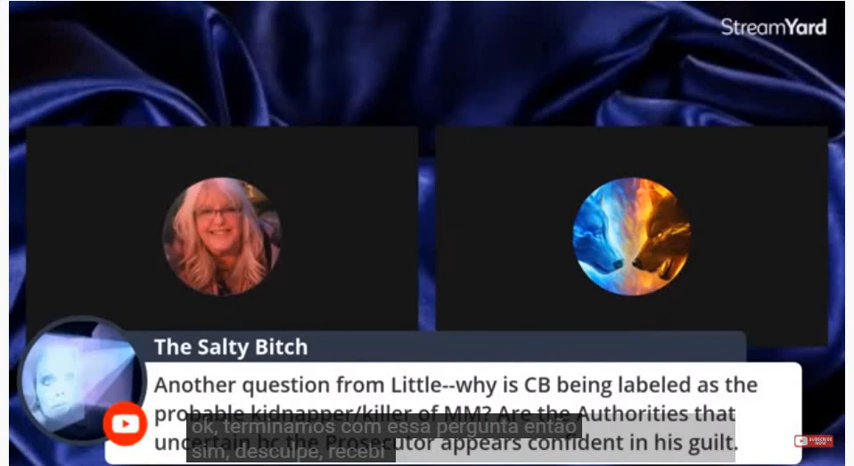 StreamYard
The Salty Bitch
Another question from Little--why is CB being labeled as the
probable kidnapper/killer of MM? Are the Authorities that
uncertain bc the Prosecutor appears confident in his guilt.
ok, terminamos com essa pergunta então
sim, desculpe, recebi
SUBSCRIBE